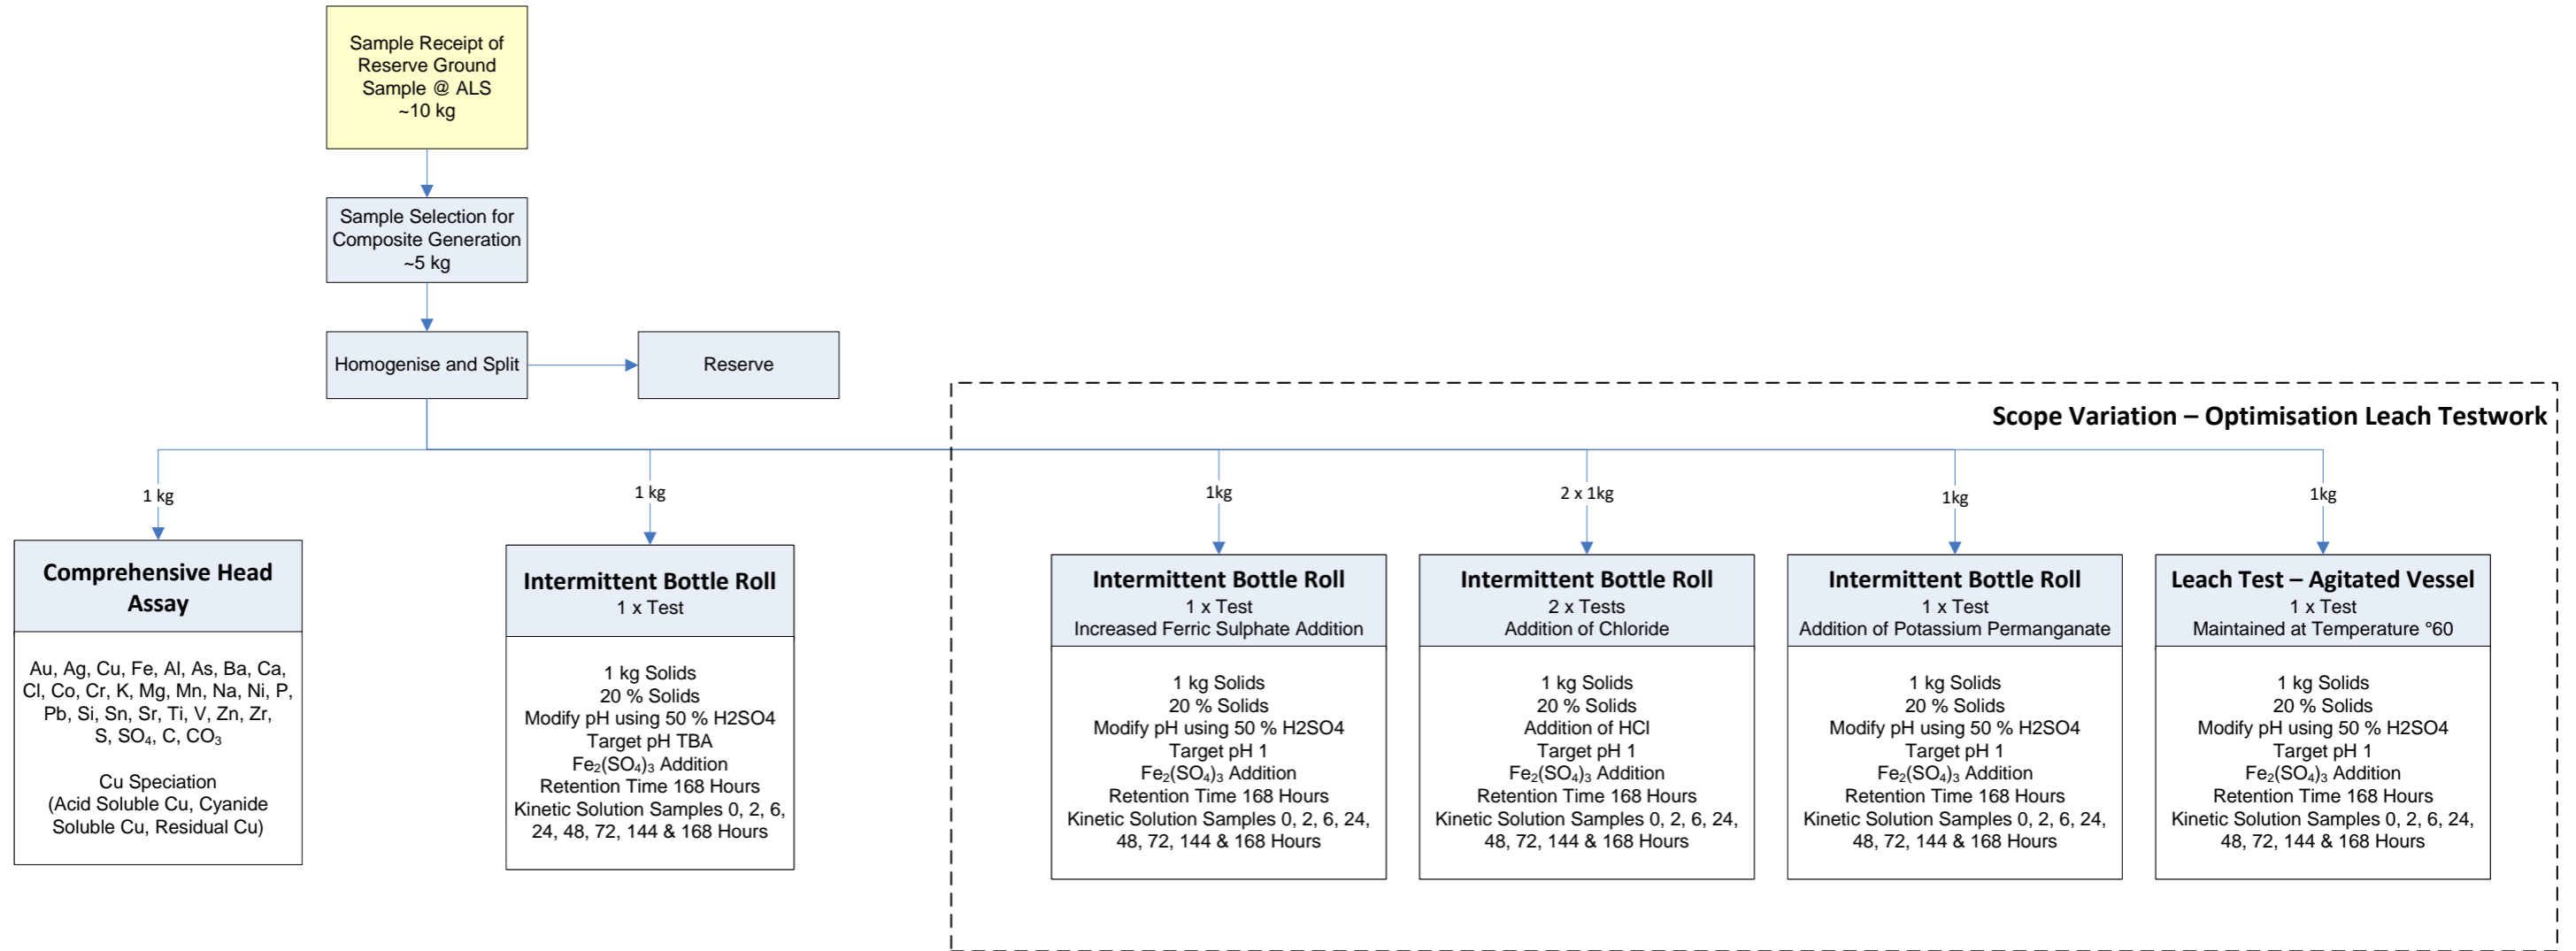 Sample Receipt of
Reserve Ground
Sample @ ALS
~10 kg
Sample Selection for
Composite Generation
~5 kg
Homogenise and Split
Reserve
Scope Variation – Optimisation Leach Testwork
1 kg
1 kg
1kg
2 x 1kg
1kg
1kg
Comprehensive Head
Assay
Au, Ag, Cu, Fe, Al, As, Ba, Ca,
Cl, Co, Cr, K, Mg, Mn, Na, Ni, P,
Pb, Si, Sn, Sr, Ti, V, Zn, Zr,
S, SO₄, C, CO₃
Cu Speciation
(Acid Soluble Cu, Cyanide
Soluble Cu, Residual Cu)
Intermittent Bottle Roll
1 x Test
1 kg Solids
20 % Solids
Modify pH using 50 % H2SO4
Target pH TBA
Fe₂(SO₄)₃ Addition
Retention Time 168 Hours
Kinetic Solution Samples 0, 2, 6,
24, 48, 72, 144 & 168 Hours
Intermittent Bottle Roll
1 x Test
Increased Ferric Sulphate Addition
1 kg Solids
20 % Solids
Modify pH using 50 % H2SO4
Target pH 1
Fe₂(SO₄)₃ Addition
Retention Time 168 Hours
Kinetic Solution Samples 0, 2, 6, 24,
48, 72, 144 & 168 Hours
Intermittent Bottle Roll
2 x Tests
Addition of Chloride
1 kg Solids
20 % Solids
Addition of HCl
Target pH 1
Fe₂(SO₄)₃ Addition
Retention Time 168 Hours
Kinetic Solution Samples 0, 2, 6, 24,
48, 72, 144 & 168 Hours
Intermittent Bottle Roll
1 x Test
Addition of Potassium Permanganate
1 kg Solids
20 % Solids
Modify pH using 50 % H2SO4
Target pH 1
Fe₂(SO₄)₃ Addition
Retention Time 168 Hours
Kinetic Solution Samples 0, 2, 6, 24,
48, 72, 144 & 168 Hours
Leach Test – Agitated Vessel
1 x Test
Maintained at Temperature °60
1 kg Solids
20 % Solids
Modify pH using 50 % H2SO4
Target pH 1
Fe₂(SO₄)₃ Addition
Retention Time 168 Hours
Kinetic Solution Samples 0, 2, 6, 24,
48, 72, 144 & 168 Hours